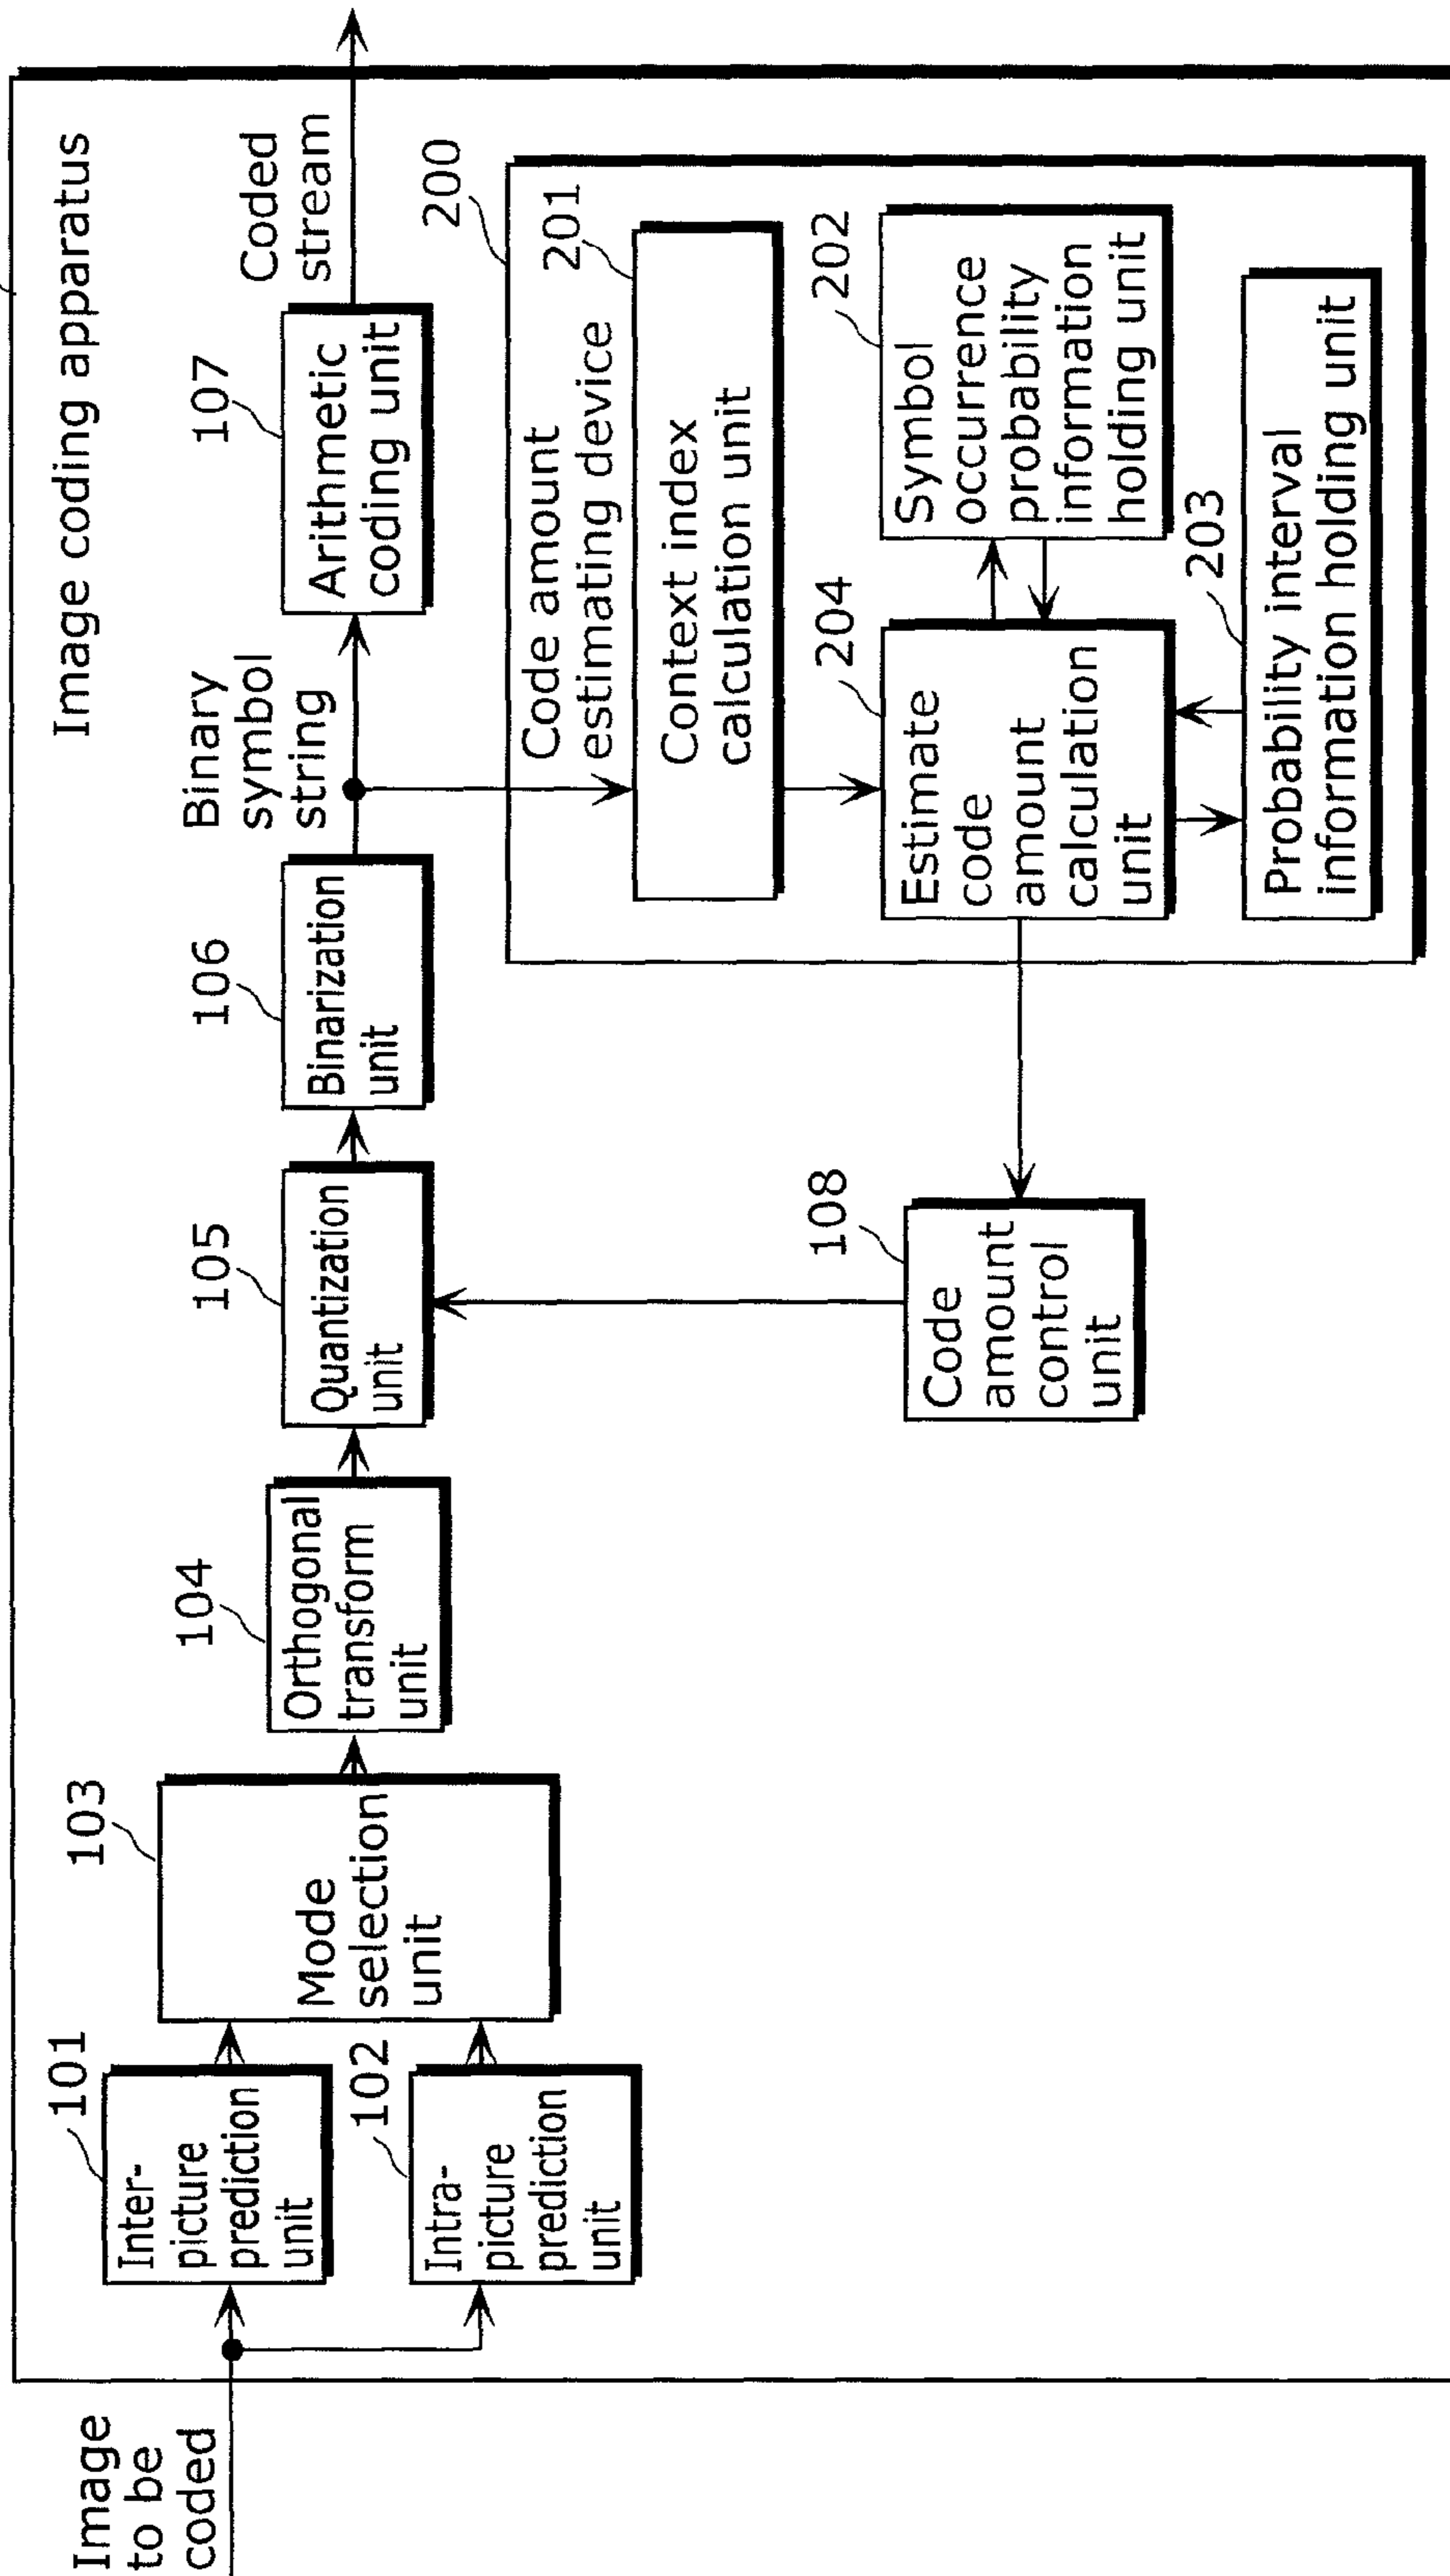 Image coding apparatus
Image
to be
coded
101
Inter-
picture
prediction
unit
102
Intra-
picture
prediction
unit
103
Mode
selection
unit
104
Orthogonal
transform
unit
105
Quantization
unit
106
Binarization
unit
Binary
symbol
string
107
Arithmetic
coding unit
Coded
stream
200
Code amount
estimating device
201
Context index
calculation unit
204
Estimate
code
amount
calculation
unit
202
Symbol
occurrence
probability
information
holding unit
203
Probability interval
information holding unit
108
Code
amount
control
unit